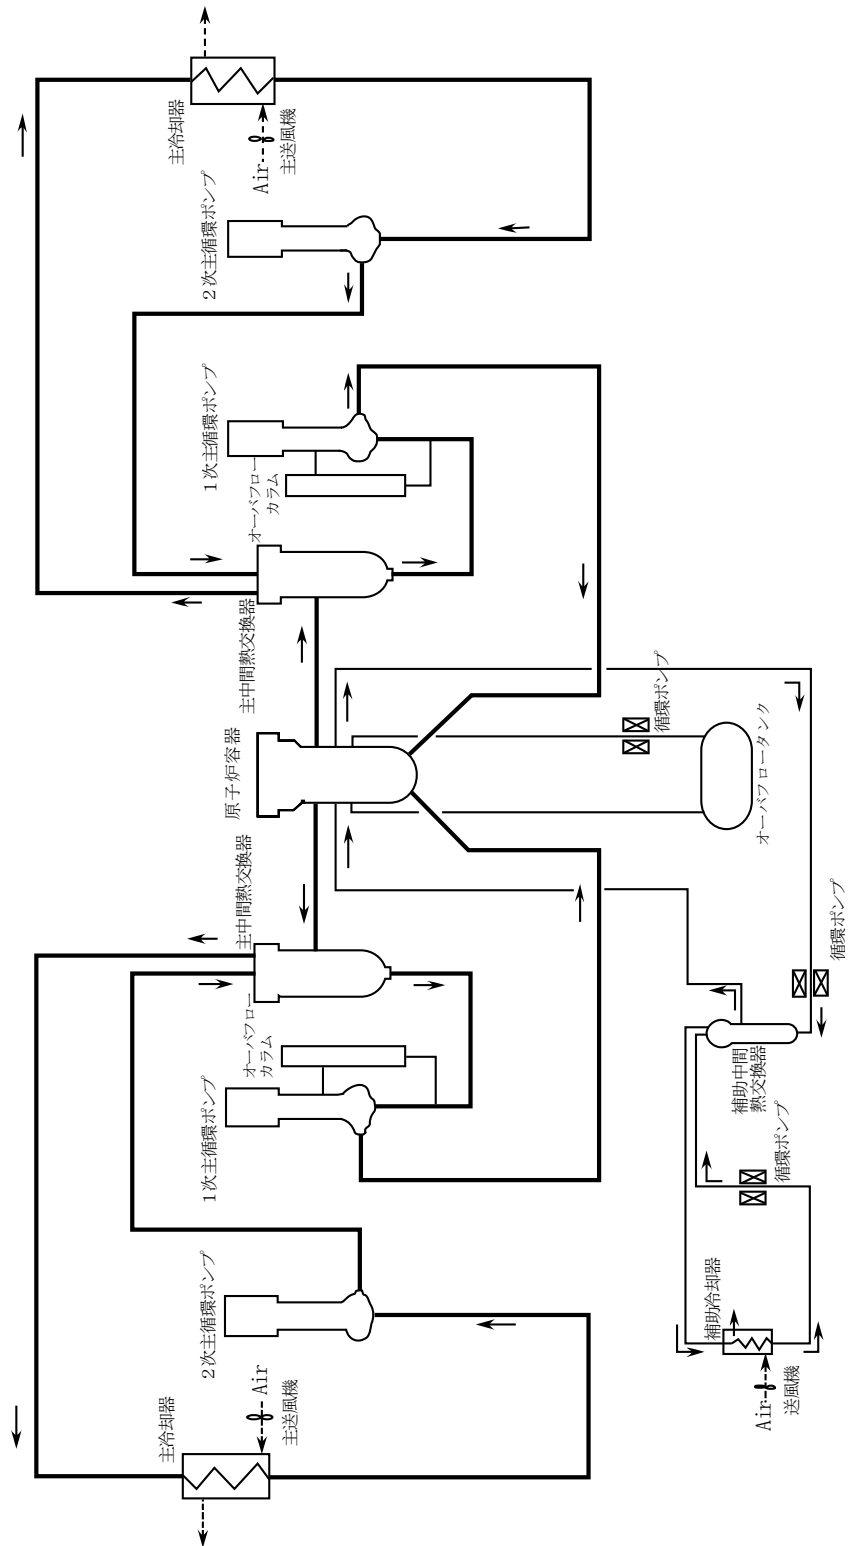 主冷却器
Air
主送風機
2次主循環ポンプ
1次主循環ポンプ
オーバフロー
カラム
主中間熱交換器
循環ポンプ
原子炉容器
オーバフロータンク
主中間熱交換器
循環ポンプ
オーバフロー
カラム
補助中間
熱交換器
1次主循環ポンプ
循環ポンプ
2次主循環ポンプ
補助冷却器
Air
主送風機
主冷却器
Air
送風機